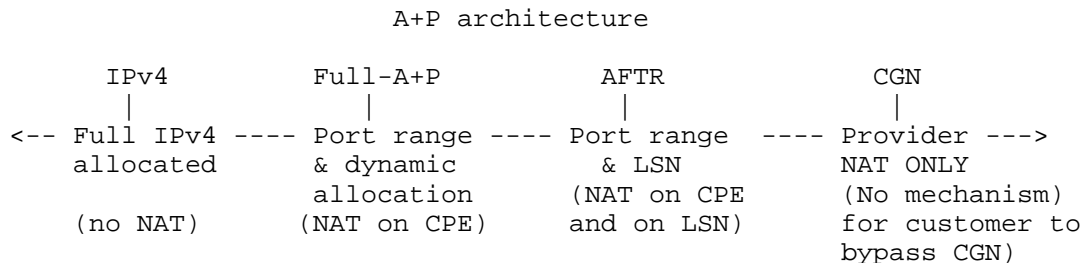 A+P architecture
IPv4 Full-A+P AFTR CGN
| | | |
<-- Full IPv4 ---- Port range ---- Port range ---- Provider --->
allocated & dynamic & LSN NAT ONLY
allocation (NAT on CPE (No mechanism)
(no NAT) (NAT on CPE) and on LSN) for customer to
bypass CGN)